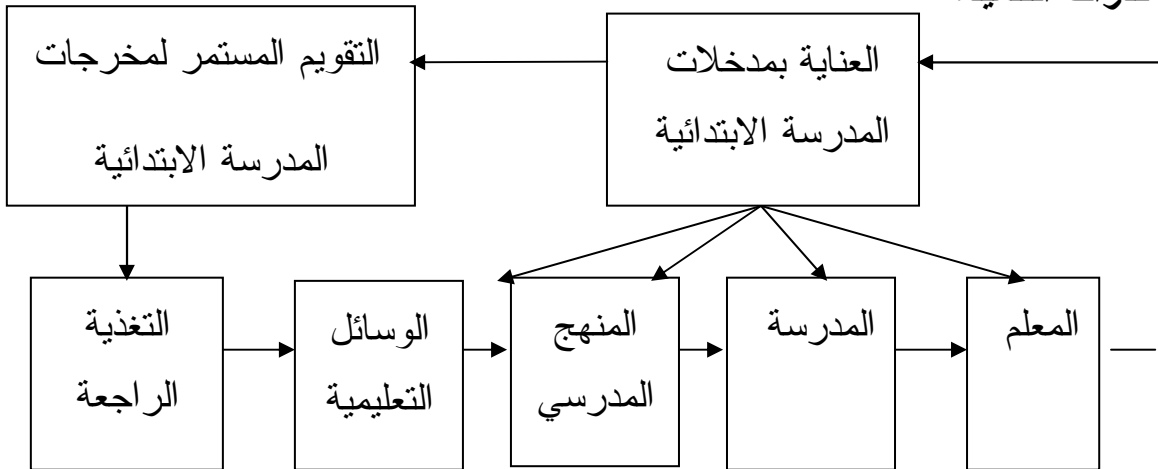 العناية بمدخلات
المدرسة الابتدائية
التقويم المستمر لمخرجات
المدرسة الابتدائية
المعلم
المدرسة
المنهج
المدرسي
الوسائل
التعليمية
التغذية
الراجعة